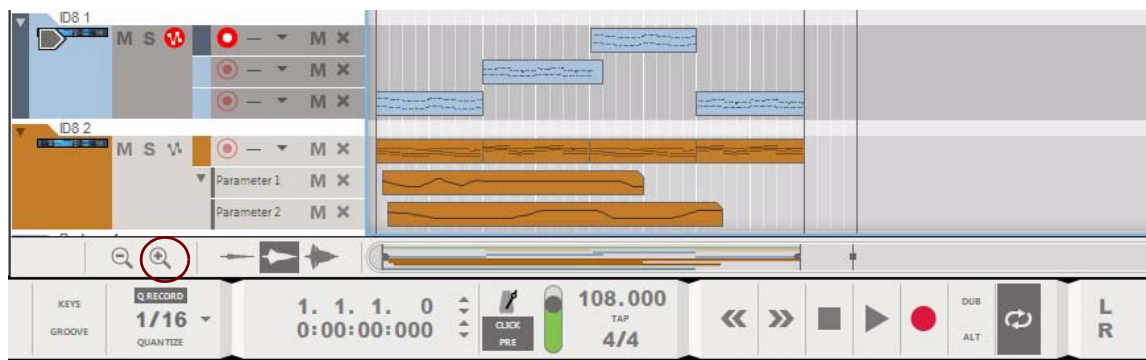 ID8 1
M S M
M
M
ID8 2
M S M
Parameter 1 M
Parameter 2 M
KEYS
GROOVE
Q RECORD
1/16
QUANTIZE
1. 1. 1. 0
0:00:00:000
CLICK
PRE
108.000
TAP
4/4
DUB
ALT
L
R